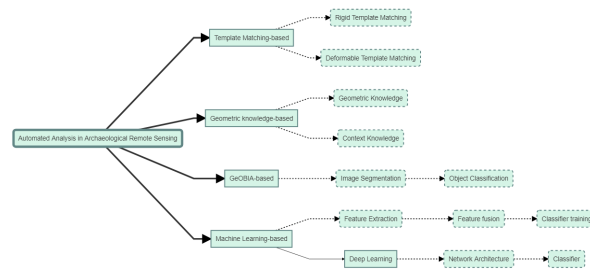 Rigid Template Matching
Template Matching-based
Deformable Template Matching
Geometric Knowledge
Geometric knowledge-based
Context Knowledge
Automated Analysis in Archaeological Remote Sensing
GeOBIA-based
Image Segmentation
Object Classification
Feature Extraction
Feature fusion
Classifier training
Machine Learning-based
Deep Learning
Network Architecture
Classifier